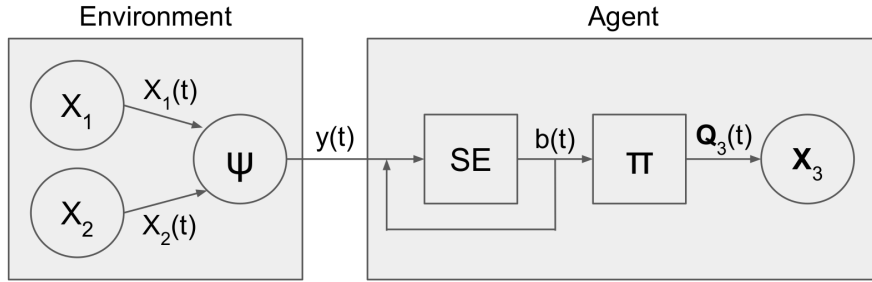 Environment
Agent
X₁
X₁(t)
X₂
X₂(t)
ψ
y(t)
SE
b(t)
π
Q₃(t)
X₃